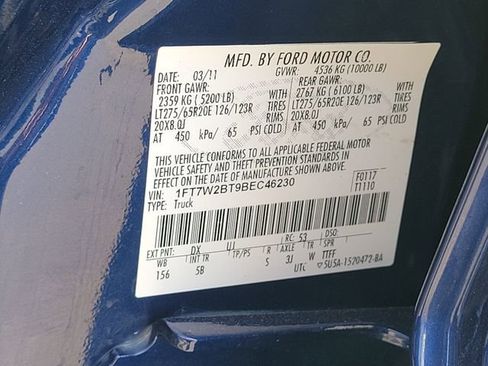 MFD. BY FORD MOTOR CO.
DATE: 03/11 GVWR: 4536 KG (10000 LB)
FRONT GAWR: REAR GAWR:
2359 KG ( 5200 LB) WITH 2767 KG ( 6100 LB) WITH
LT275/65R20E 126/123R TIRES LT275/65R20E 126/123R TIRES
20X8.0J RIMS 20X8.0J RIMS
AT 450 kPa/ 65 PSI COLD AT 450 kPa/ 65 PSI COLD
THIS VEHICLE CONFORMS TO ALL APPLICABLE FEDERAL MOTOR
VEHICLE SAFETY AND THEFT PREVENTION STANDARDS IN
EFFECT ON THE DATE OF MANUFACTURE SHOWN ABOVE.
VIN: 1FT7W2BT9BEC46230 F0117
TYPE: Truck T1110
EXT PNT: DX UJ RC: 53 DSO:
WB INT TR TP/PS R AXLE TR SPR
156 5B S 3J W TTFF
UTC ▽5U5A-1520472-BA